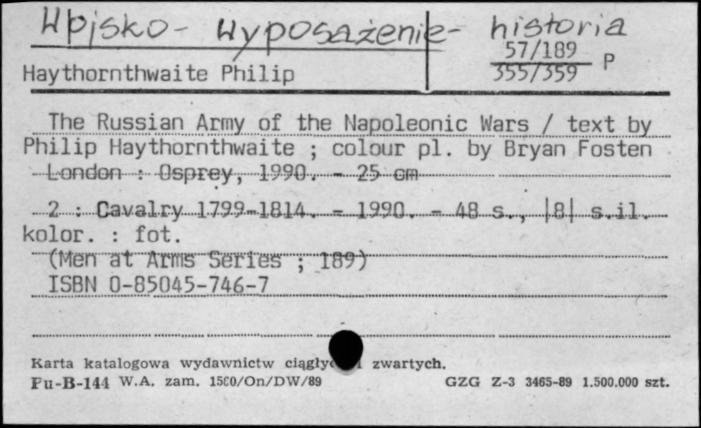 Wojsko - Wyposażenie - historia
57/189
355/359 P
Haythornthwaite Philip
The Russian Army of the Napoleonic Wars / text by
Philip Haythornthwaite ; colour pl. by Bryan Fosten
London : Osprey, 1990. - 25 cm
2 : Cavalry 1799-1814. - 1990. - 48 s., |8| s.il.
kolor. : fot.
(Men at Arms Series ; 189)
ISBN 0-85045-746-7
Karta katalogowa wydawnictw zwartych.
Pu-B-144 W.A. zam. 1500/On/DW/89 GZG Z-3 3465-89 1.500.000 szt.